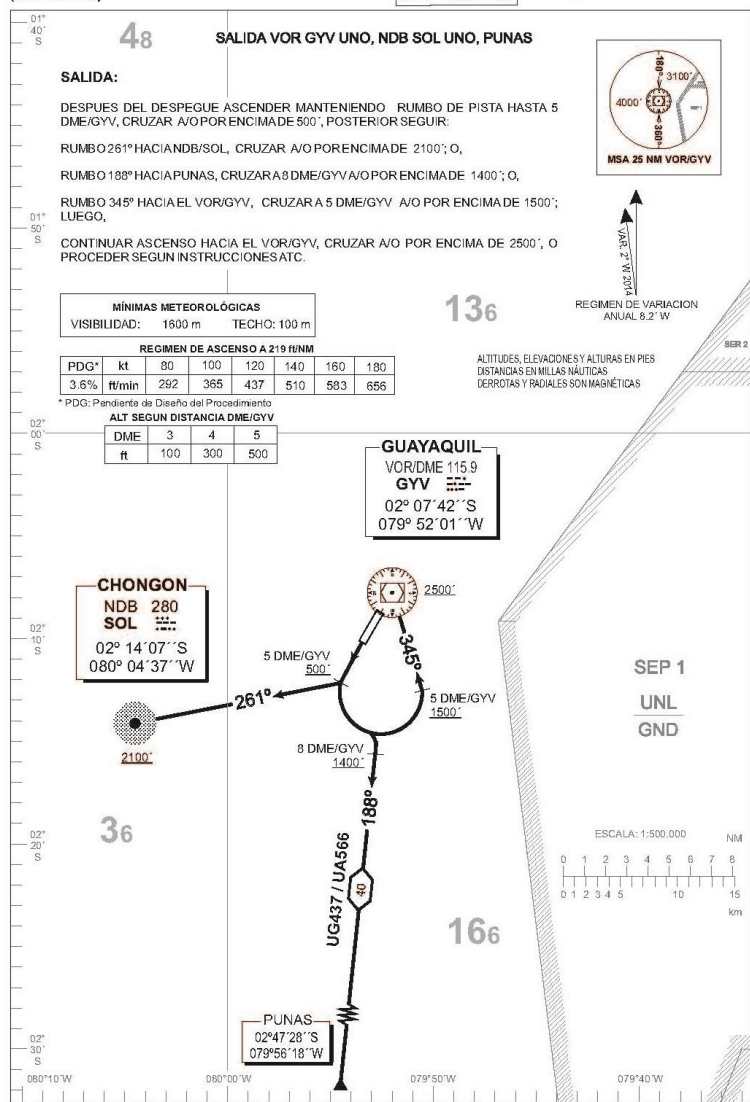 SALIDA VOR GYV UNO, NDB SOL UNO, PUNAS
SALIDA:
DESPUES DEL DESPEGUE ASCENDER MANTENIENDO RUMBO DE PISTA HASTA 5
DME/GYV, CRUZAR A/O POR ENCIMA DE 500´, POSTERIOR SEGUIR:
RUMBO 261º HACIA NDB/SOL, CRUZAR A/O POR ENCIMA DE 2100´; O,
RUMBO 188º HACIA PUNAS, CRUZAR A 8 DME/GYV A/O POR ENCIMA DE 1400´; O,
RUMBO 345º HACIA EL VOR/GYV, CRUZAR A 5 DME/GYV A/O POR ENCIMA DE 1500´;
LUEGO,
CONTINUAR ASCENSO HACIA EL VOR/GYV, CRUZAR A/O POR ENCIMA DE 2500´, O
PROCEDER SEGUN INSTRUCCIONES ATC.
180º
3100´
4000´
SEP 1
360º
MSA 25 NM VOR/GYV
VAR. 2º W 2014
REGIMEN DE VARIACION
ANUAL 8.2´ W
MÍNIMAS METEOROLÓGICAS
VISIBILIDAD: 1600 m TECHO: 100 m
REGIMEN DE ASCENSO A 219 ft/NM
PDG* kt 80 100 120 140 160 180
3.6% ft/min 292 365 437 510 583 656
* PDG: Pendiente de Diseño del Procedimiento
ALT SEGUN DISTANCIA DME/GYV
DME 3 4 5
ft 100 300 500
ALTITUDES, ELEVACIONES Y ALTURAS EN PIES
DISTANCIAS EN MILLAS NÁUTICAS
DERROTAS Y RADIALES SON MAGNÉTICAS
48
136
36
166
SER 2
GUAYAQUIL
VOR/DME 115.9
GYV
02º 07´42´´S
079º 52´01´´W
2500´
CHONGON
NDB 280
SOL
02º 14´07´´S
080º 04´37´´W
2100´
5 DME/GYV
500´
261º
345º
5 DME/GYV
1500´
8 DME/GYV
1400´
188º
UG437 / UA566
40
PUNAS
02º47´28´´S
079º56´18´´W
SEP 1
UNL
GND
ESCALA: 1:500.000 NM
0 1 2 3 4 5 6 7 8
0 1 2 3 4 5 10 15
km
01°
40´
S
01°
50´
S
02°
00´
S
02°
10´
S
02°
20´
S
02°
30´
S
080°10´W 080°00´W 079°50´W 079°40´W